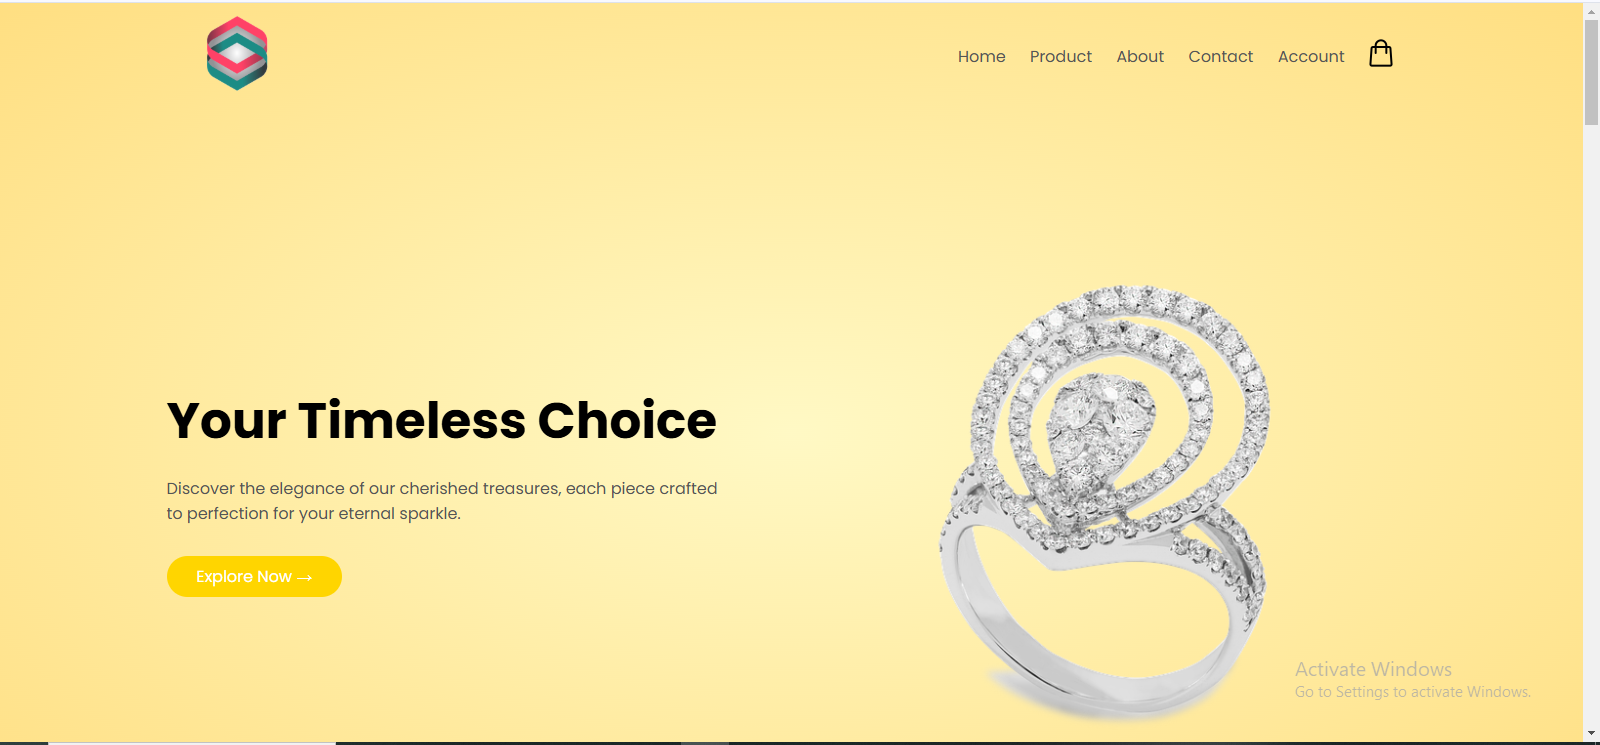 Home Product About Contact Account
Your Timeless Choice
Discover the elegance of our cherished treasures, each piece crafted
to perfection for your eternal sparkle.
Explore Now →
Activate Windows
Go to Settings to activate Windows.